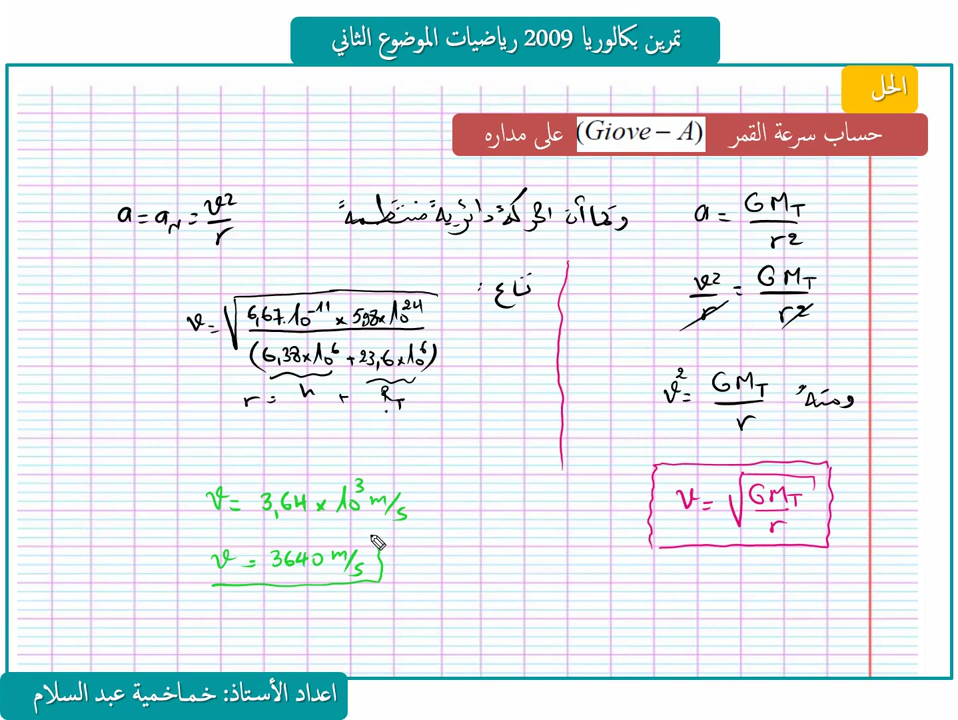 تمرين بكالوريا 2009 رياضيات الموضوع الثاني
الحل
حساب سرعة القمر (Giove – A) على مداره
a = GM_T / r²
وبما أن الحركة دائرية منتظمة
a = a_N = v² / r
v² / r = GM_T / r²
ومنه v² = GM_T / r
v = √(GM_T / r)
v = √(6,67.10⁻¹¹ × 5,98×10²⁴ / (6,38×10⁶ + 23,6×10⁶))
r = h + R_T
v = 3,64 × 10³ m/s
v = 3640 m/s
اعداد الأستاذ: خماخمية عبد السلام